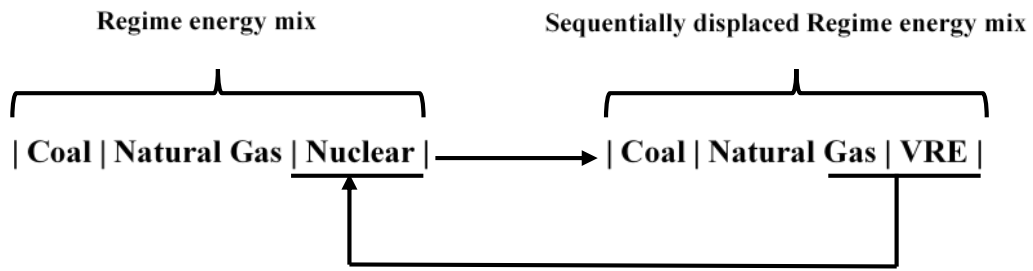 Regime energy mix
Sequentially displaced Regime energy mix
| Coal | Natural Gas | Nuclear |
| Coal | Natural Gas | VRE |